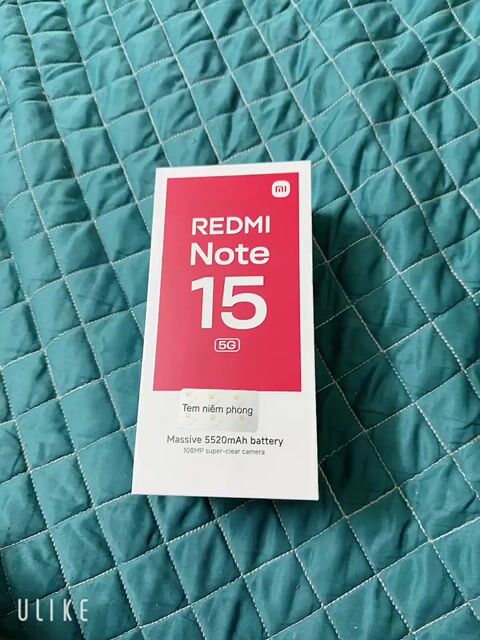 mi
REDMI
Note
15
5G
Tem niêm phong
Massive 5520mAh battery
108MP super-clear camera
ULIKE